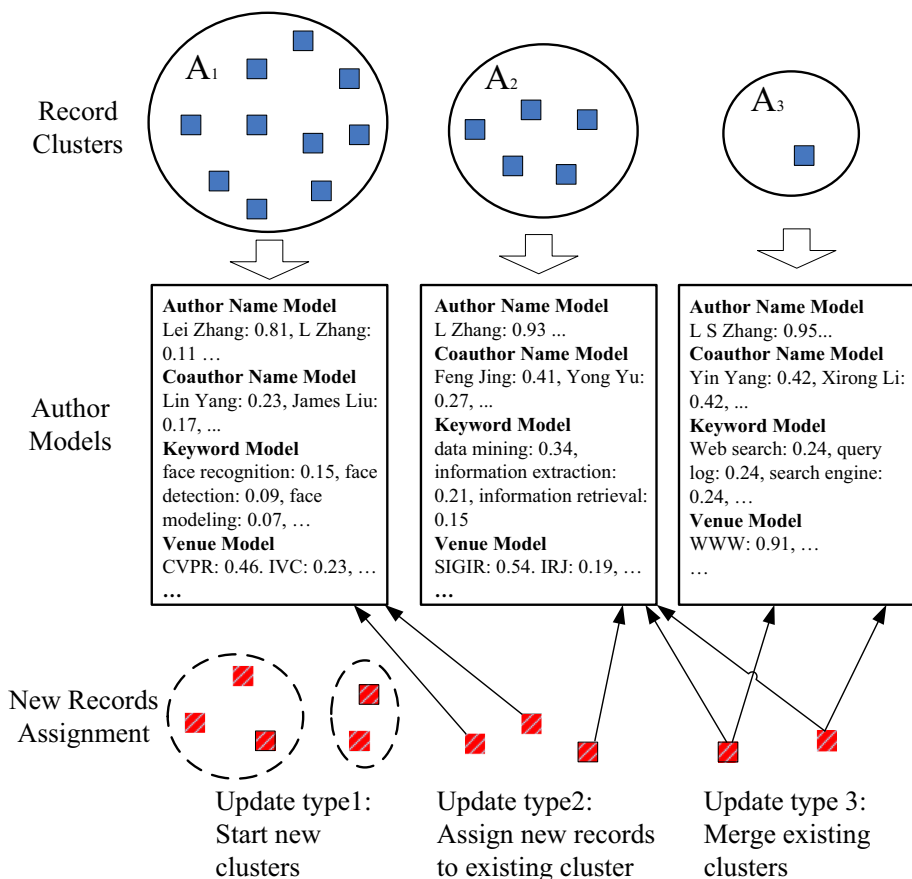 A1
A2
A3
Record
Clusters
Author Name Model
Lei Zhang: 0.81, L Zhang:
0.11 …
Coauthor Name Model
Lin Yang: 0.23, James Liu:
0.17, ...
Keyword Model
face recognition: 0.15, face
detection: 0.09, face
modeling: 0.07, …
Venue Model
CVPR: 0.46. IVC: 0.23, …
…
Author Name Model
L Zhang: 0.93 ...
Coauthor Name Model
Feng Jing: 0.41, Yong Yu:
0.27, ...
Keyword Model
data mining: 0.34,
information extraction:
0.21, information retrieval:
0.15
Venue Model
SIGIR: 0.54. IRJ: 0.19, …
…
Author Name Model
L S Zhang: 0.95...
Coauthor Name Model
Yin Yang: 0.42, Xirong Li:
0.42, ...
Keyword Model
Web search: 0.24, query
log: 0.24, search engine:
0.24, …
Venue Model
WWW: 0.91, …
…
Author
Models
New Records
Assignment
Update type1:
Start new
clusters
Update type2:
Assign new records
to existing cluster
Update type 3:
Merge existing
clusters